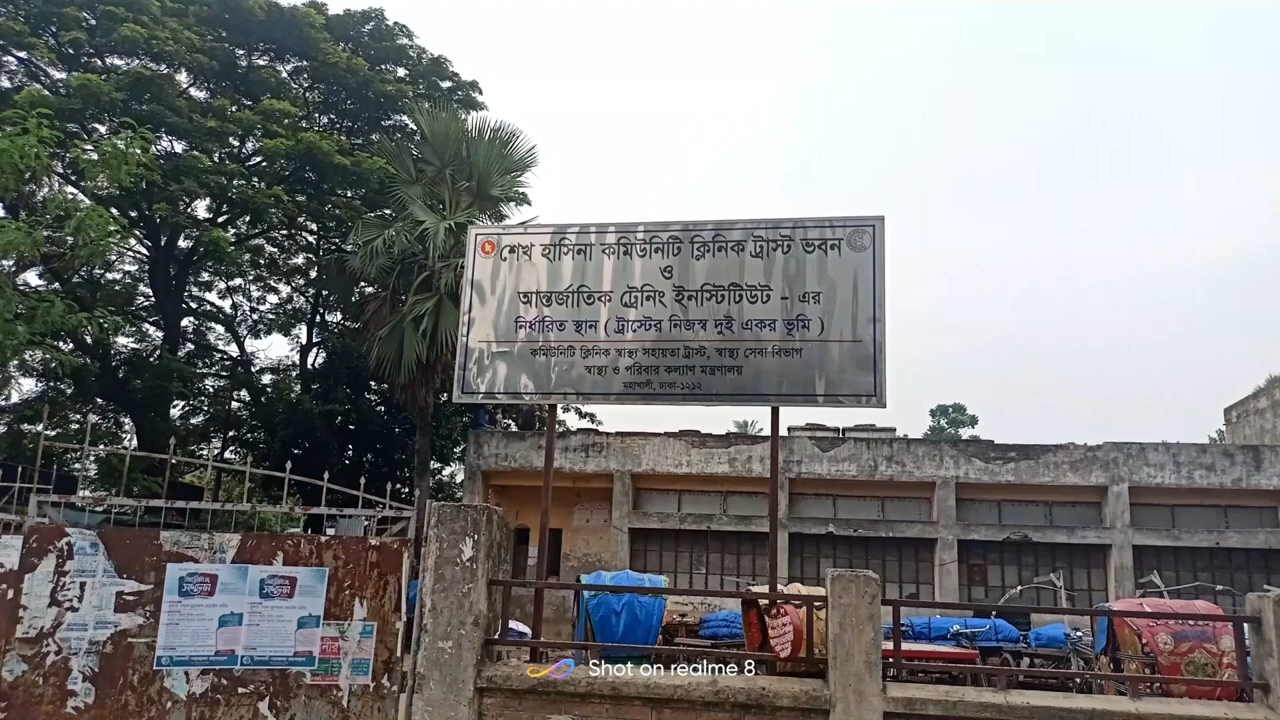 শেখ হাসিনা কমিউনিটি ক্লিনিক ট্রাস্ট ভবন
ও
আন্তর্জাতিক ট্রেনিং ইনস্টিটিউট - এর
নির্ধারিত স্থান ( ট্রাস্টের নিজস্ব দুই একর ভূমি )
কমিউনিটি ক্লিনিক স্বাস্থ্য সহায়তা ট্রাস্ট, স্বাস্থ্য সেবা বিভাগ
স্বাস্থ্য ও পরিবার কল্যাণ মন্ত্রণালয়
মহাখালী, ঢাকা-১২১২
Shot on realme 8